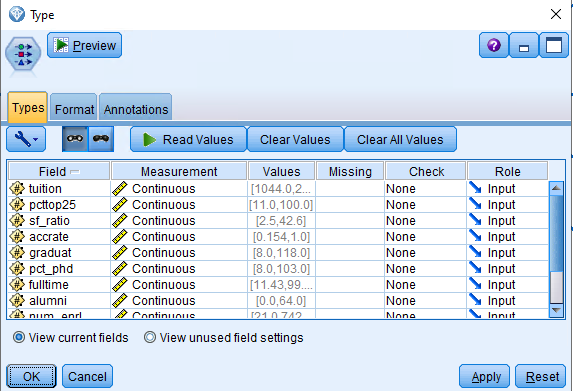 Type
Preview
Types Format Annotations
Read Values Clear Values Clear All Values
Field Measurement Values Missing Check Role
tuition Continuous [1044.0,2... None Input
pcttop25 Continuous [11.0,100.0] None Input
sf_ratio Continuous [2.5,42.6] None Input
accrate Continuous [0.154,1.0] None Input
graduat Continuous [8.0,118.0] None Input
pct_phd Continuous [8.0,103.0] None Input
fulltime Continuous [11.43,99.... None Input
alumni Continuous [0.0,64.0] None Input
num_enrl Continuous [21.0,742... None Input
View current fields View unused field settings
OK Cancel Apply Reset